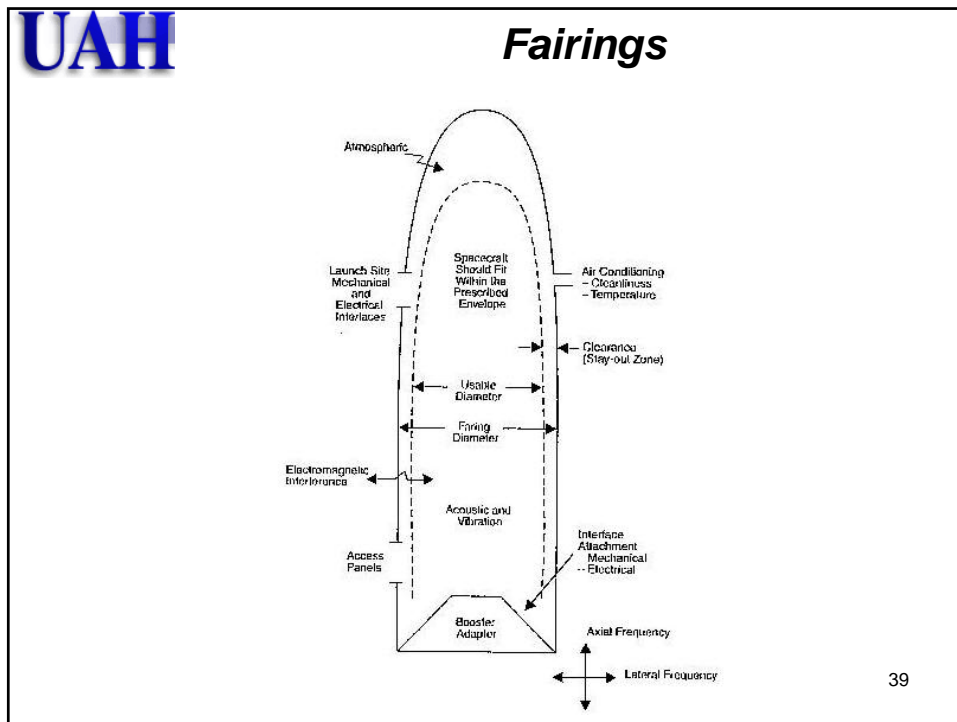 UAH
Fairings
Atmospheric
Launch Site
Mechanical
and
Electrical
Interfaces
Spacecraft
Should Fit
Within the
Prescribed
Envelope
Air Conditioning
– Cleanliness
– Temperature
Clearance
(Stay-out Zone)
Usable
Diameter
Fairing
Diameter
Electromagnetic
Interference
Acoustic and
Vibration
Access
Panels
Interface
Attachment
Mechanical
-- Electrical
Booster
Adapter
Axial Frequency
Lateral Frequency
39